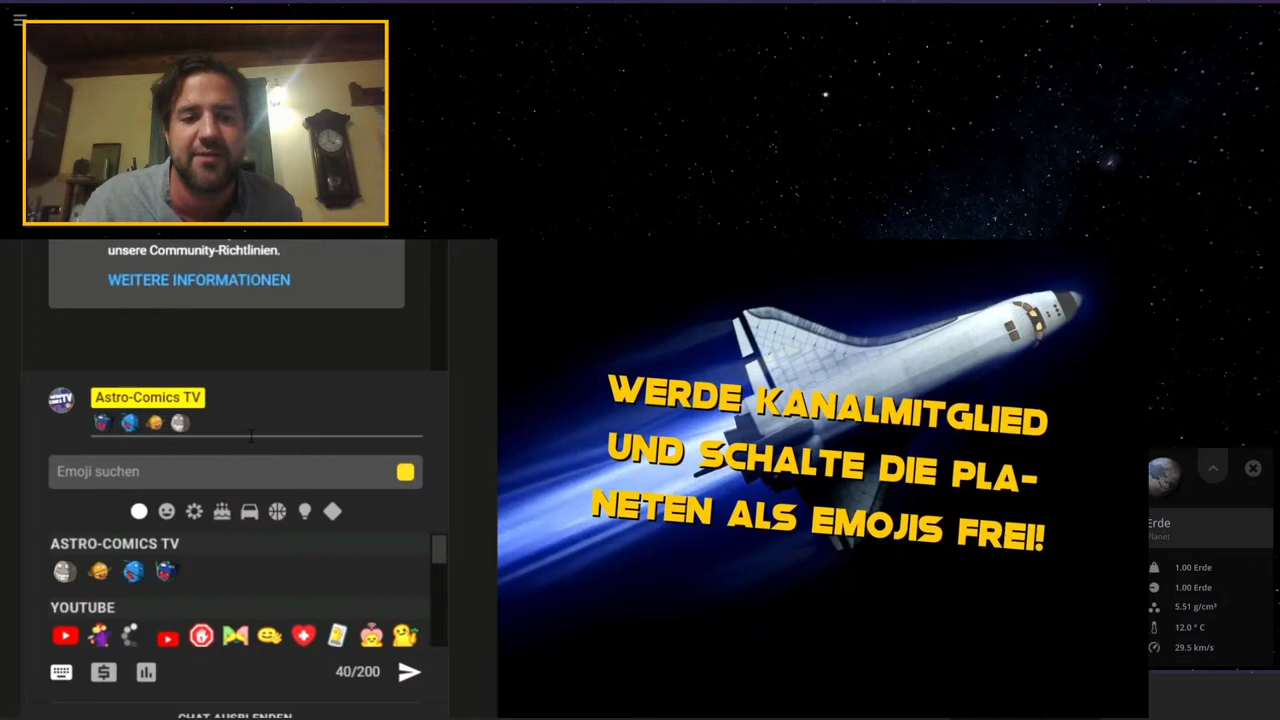 unsere Community-Richtlinien.
WEITERE INFORMATIONEN
Astro-Comics TV
Emoji suchen
ASTRO-COMICS TV
YOUTUBE
40/200
WERDE KANALMITGLIED
UND SCHALTE DIE PLA-
NETEN ALS EMOJIS FREI!
Erde
Planet
1.00 Erde
1.00 Erde
5.51 g/cm³
12.0 ° C
29.5 km/s